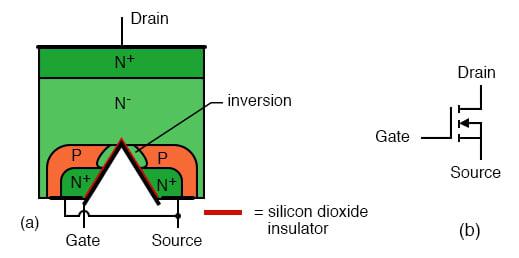 Drain
N+
N-
inversion
P
P
N+
N+
(a)
Gate
Source
= silicon dioxide
insulator
Drain
Gate
Source
(b)